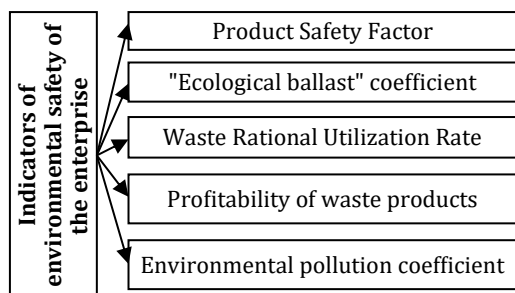 Indicators of
environmental safety of
the enterprise
Product Safety Factor
"Ecological ballast" coefficient
Waste Rational Utilization Rate
Profitability of waste products
Environmental pollution coefficient